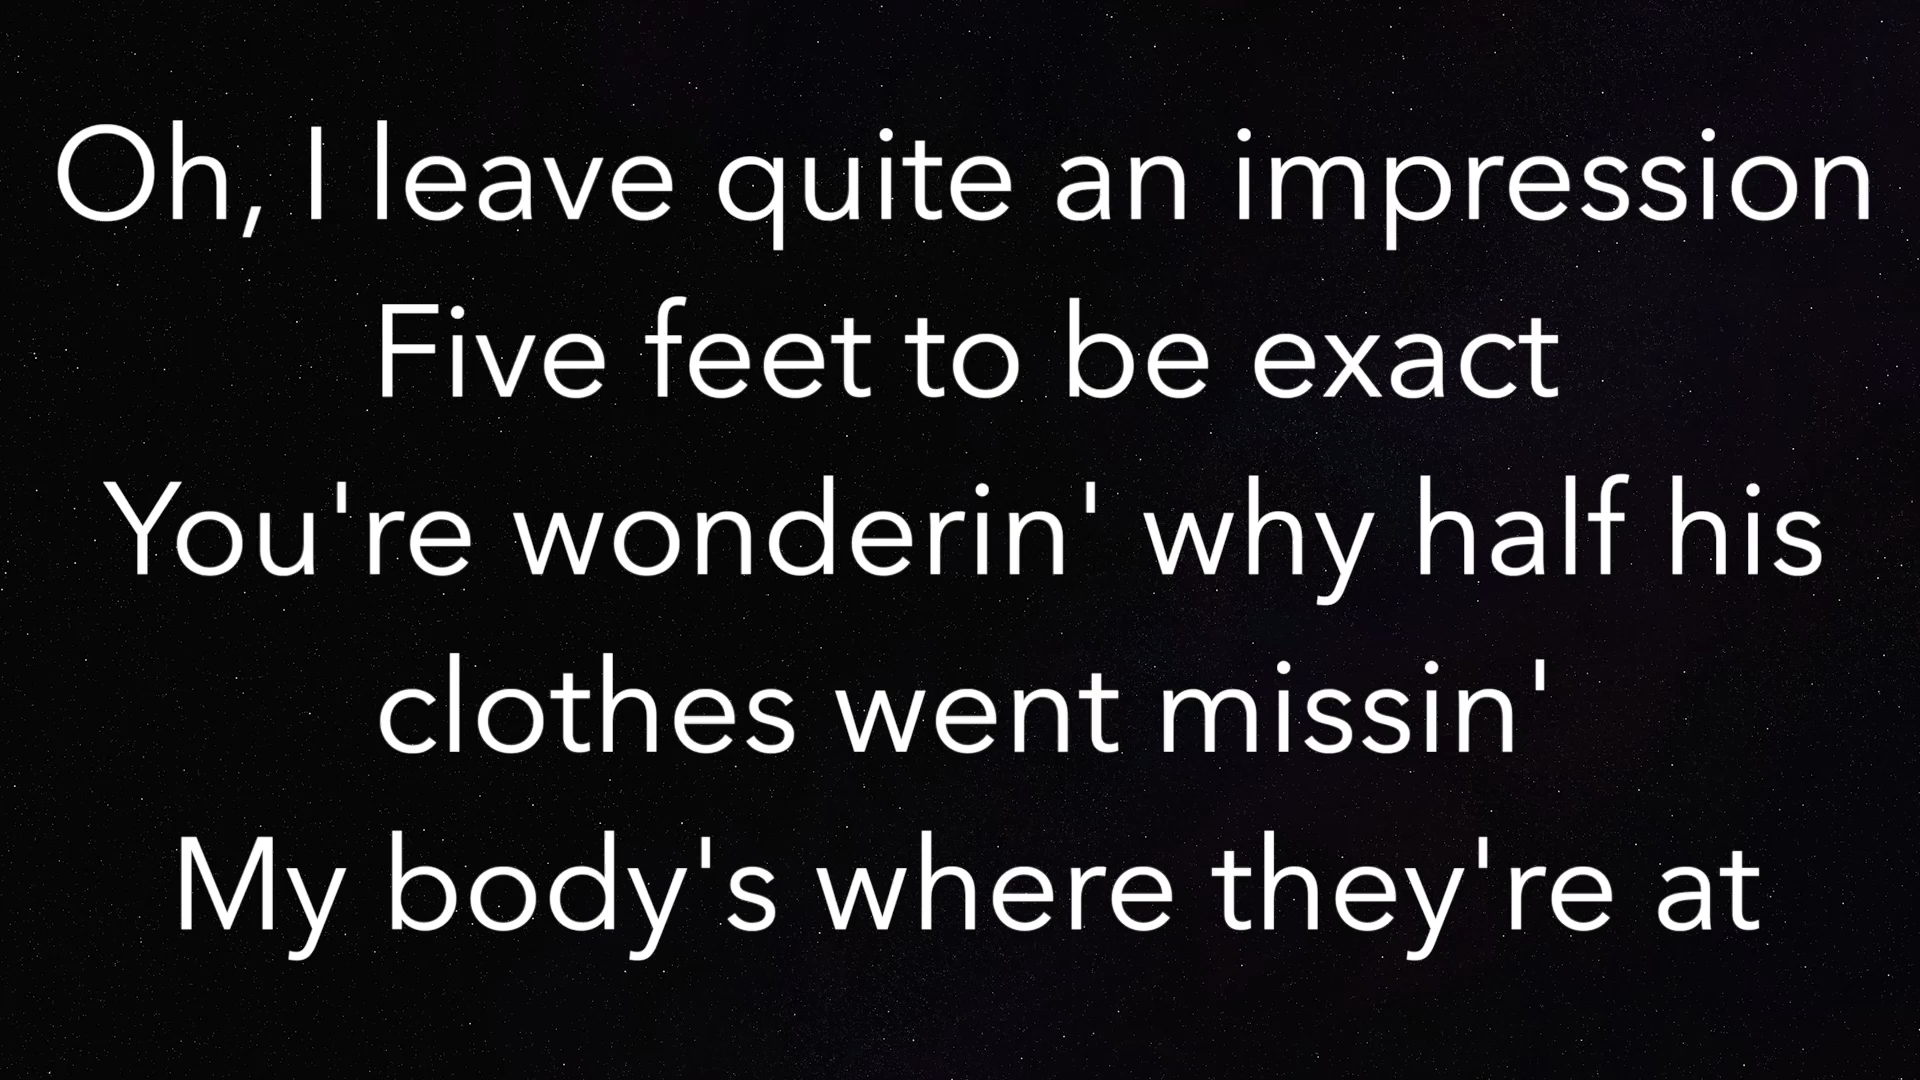 Oh, I leave quite an impression
Five feet to be exact
You're wonderin' why half his
clothes went missin'
My body's where they're at